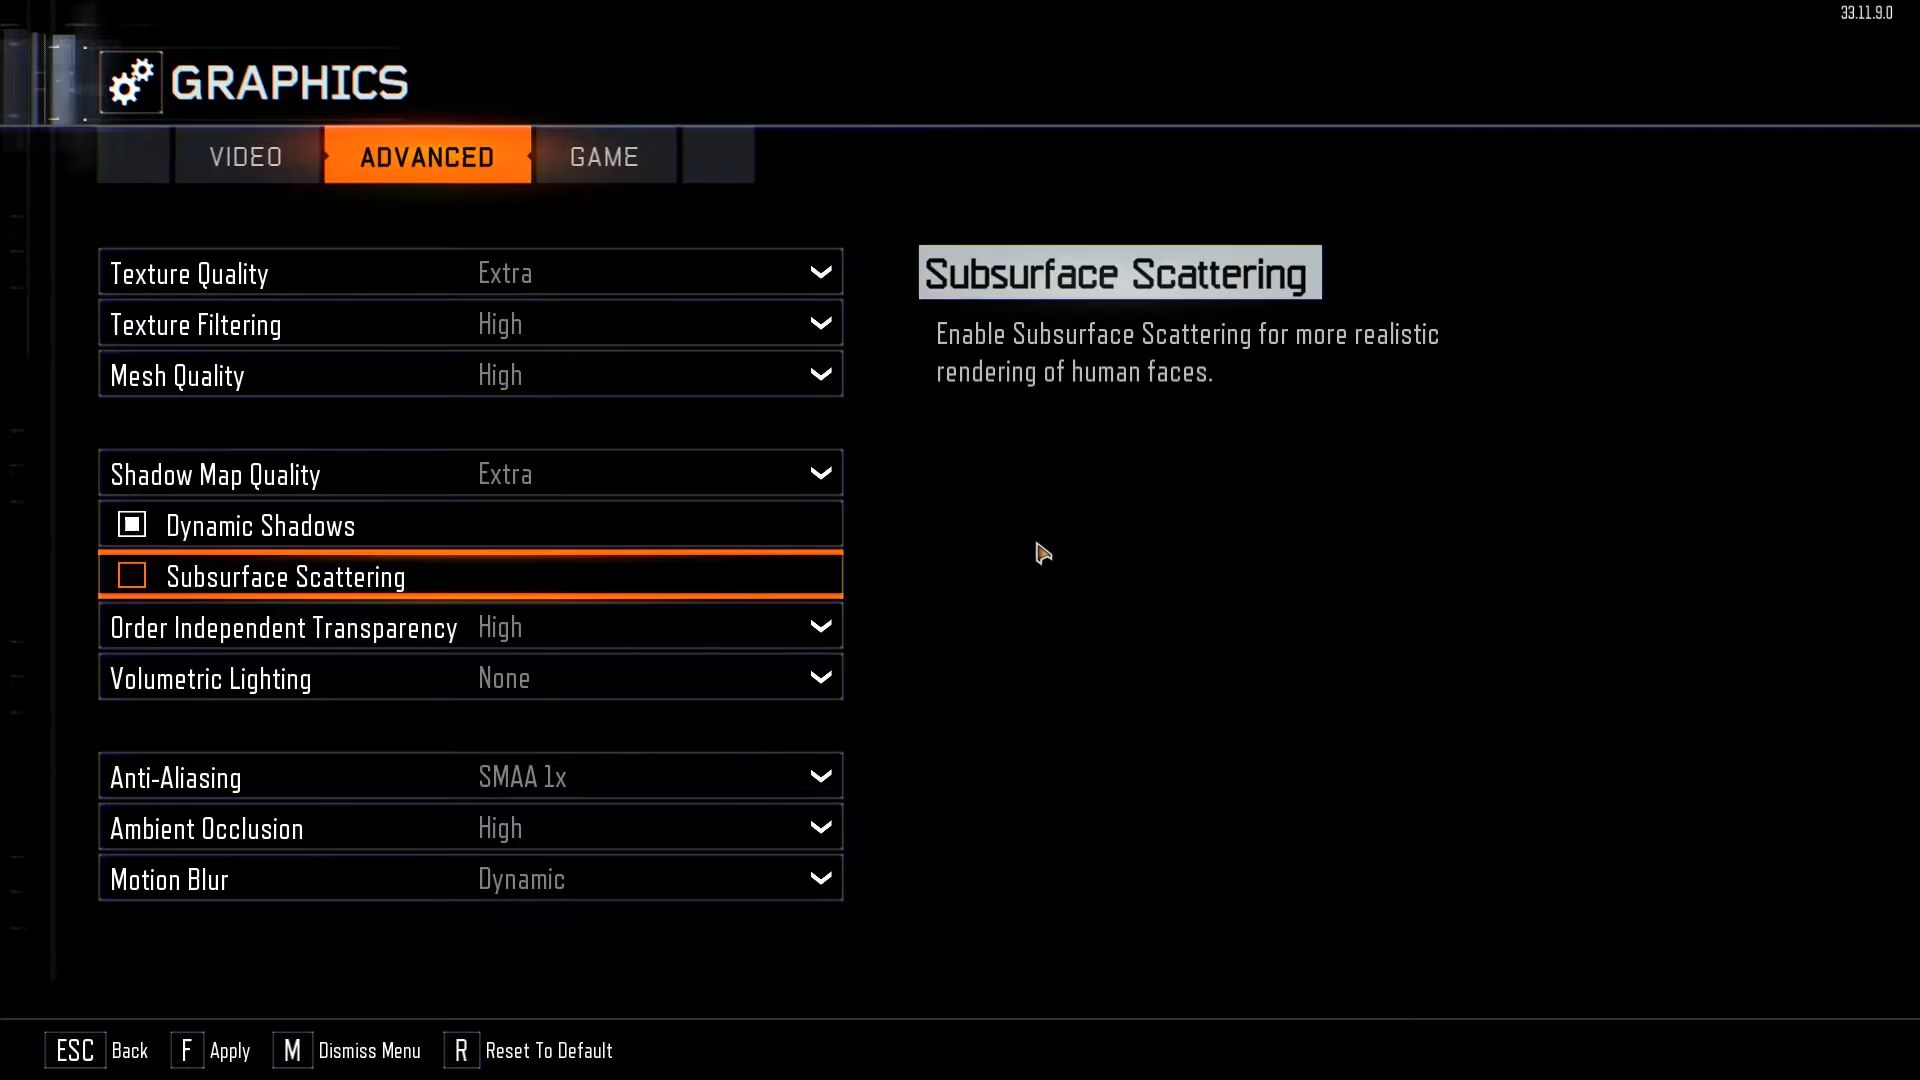 33.11.9.0
GRAPHICS
VIDEO ADVANCED GAME
Texture Quality Extra
Texture Filtering High
Mesh Quality High
Shadow Map Quality Extra
Dynamic Shadows
Subsurface Scattering
Order Independent Transparency High
Volumetric Lighting None
Anti-Aliasing SMAA 1x
Ambient Occlusion High
Motion Blur Dynamic
Subsurface Scattering
Enable Subsurface Scattering for more realistic
rendering of human faces.
ESC Back F Apply M Dismiss Menu R Reset To Default